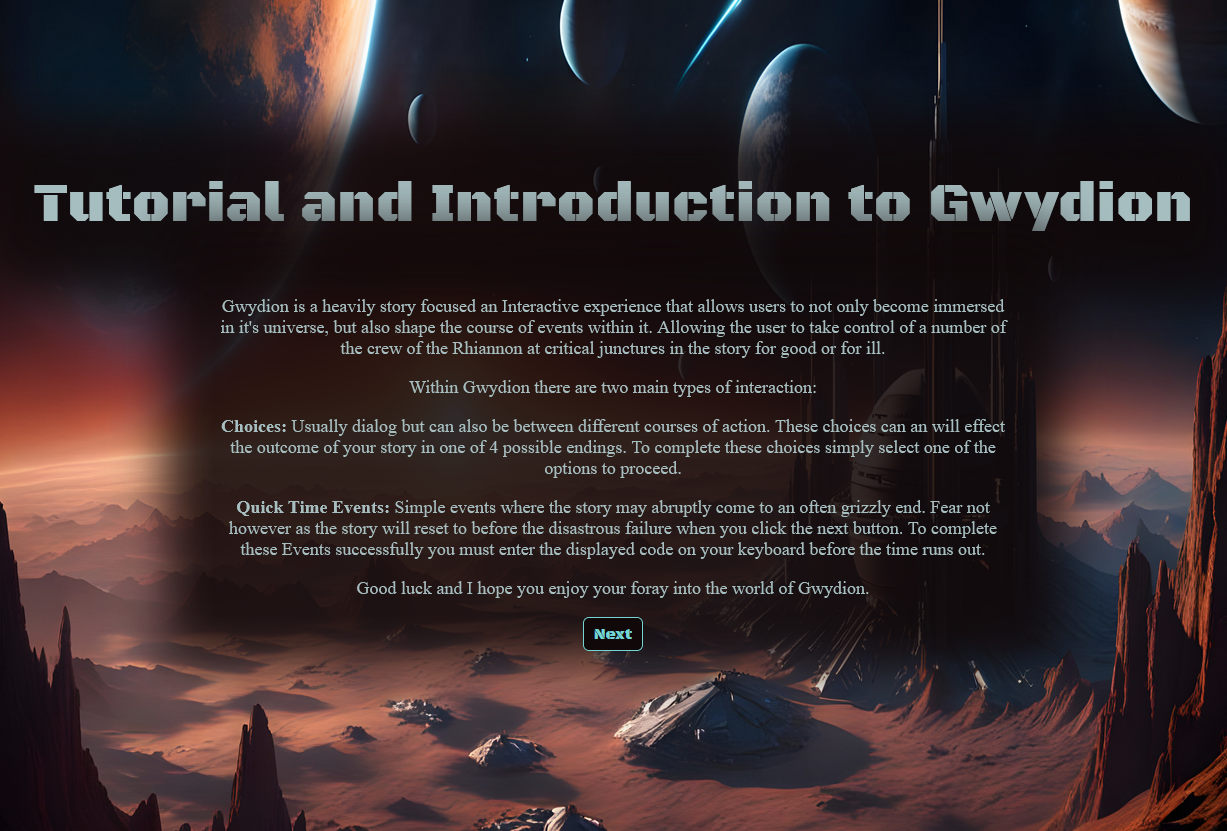 Tutorial and Introduction to Gwydion
Gwydion is a heavily story focused an Interactive experience that allows users to not only become immersed
in it's universe, but also shape the course of events within it. Allowing the user to take control of a number of
the crew of the Rhiannon at critical junctures in the story for good or for ill.
Within Gwydion there are two main types of interaction:
Choices: Usually dialog but can also be between different courses of action. These choices can an will effect
the outcome of your story in one of 4 possible endings. To complete these choices simply select one of the
options to proceed.
Quick Time Events: Simple events where the story may abruptly come to an often grizzly end. Fear not
however as the story will reset to before the disastrous failure when you click the next button. To complete
these Events successfully you must enter the displayed code on your keyboard before the time runs out.
Good luck and I hope you enjoy your foray into the world of Gwydion.
Next